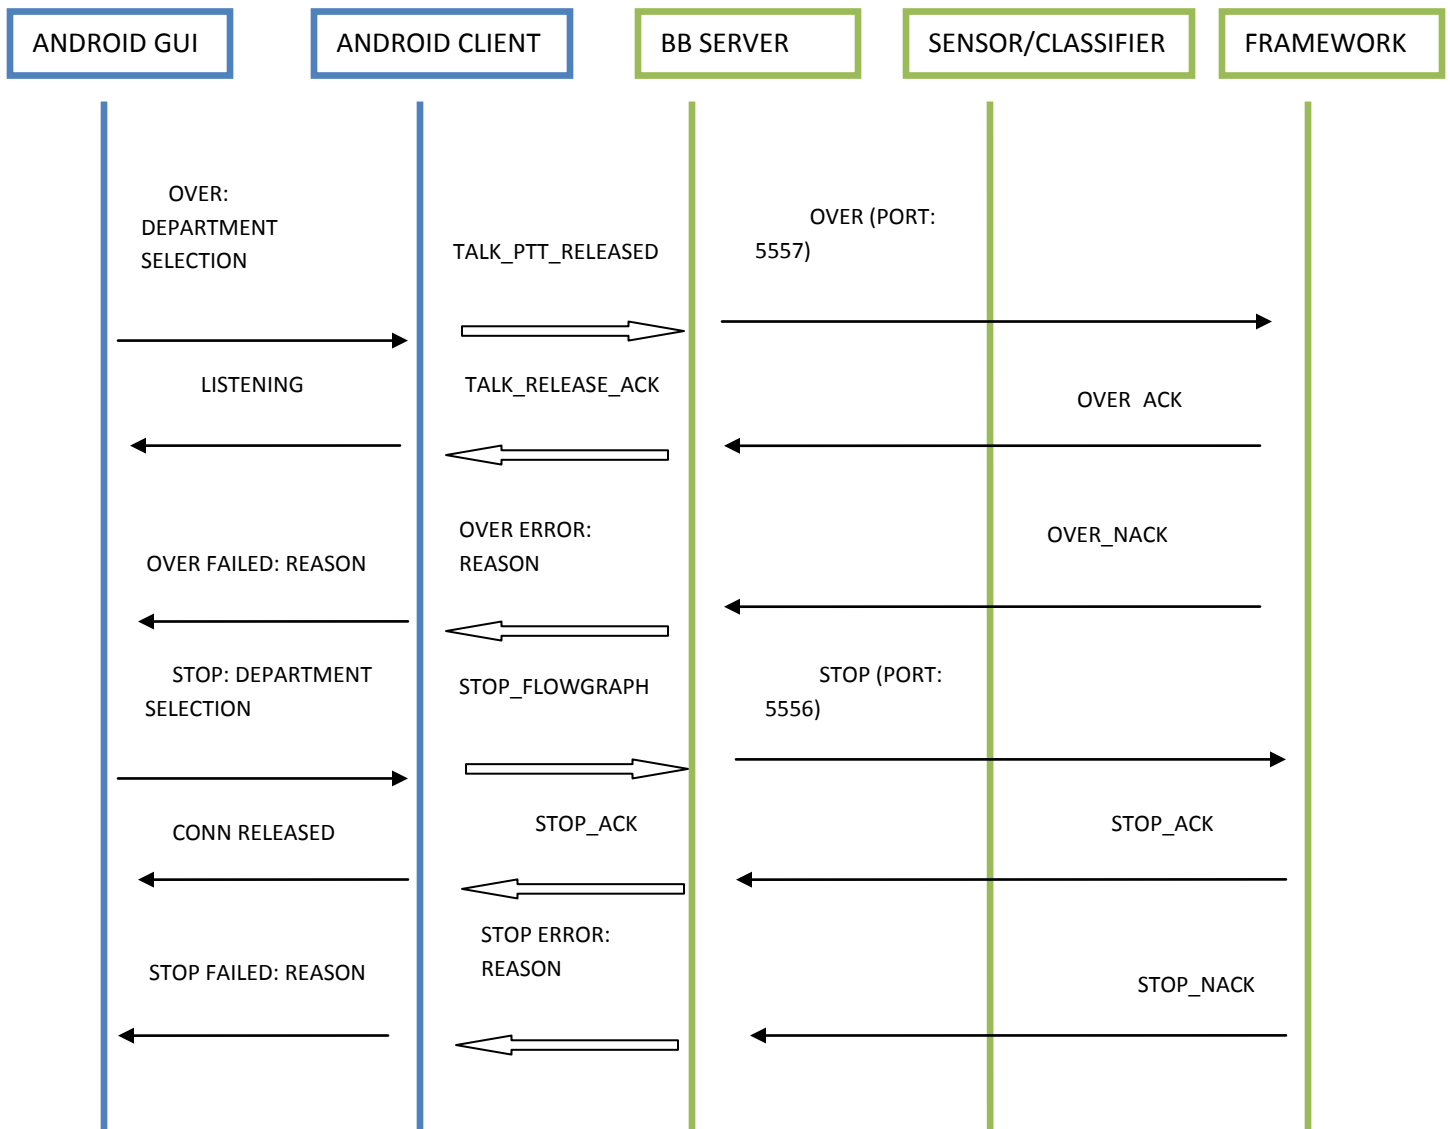 ANDROID GUI
ANDROID CLIENT
BB SERVER
SENSOR/CLASSIFIER
FRAMEWORK
OVER:
DEPARTMENT
SELECTION
TALK_PTT_RELEASED
OVER (PORT:
5557)
LISTENING
TALK_RELEASE_ACK
OVER ACK
OVER FAILED: REASON
OVER ERROR:
REASON
OVER_NACK
STOP: DEPARTMENT
SELECTION
STOP_FLOWGRAPH
STOP (PORT:
5556)
CONN RELEASED
STOP_ACK
STOP_ACK
STOP FAILED: REASON
STOP ERROR:
REASON
STOP_NACK